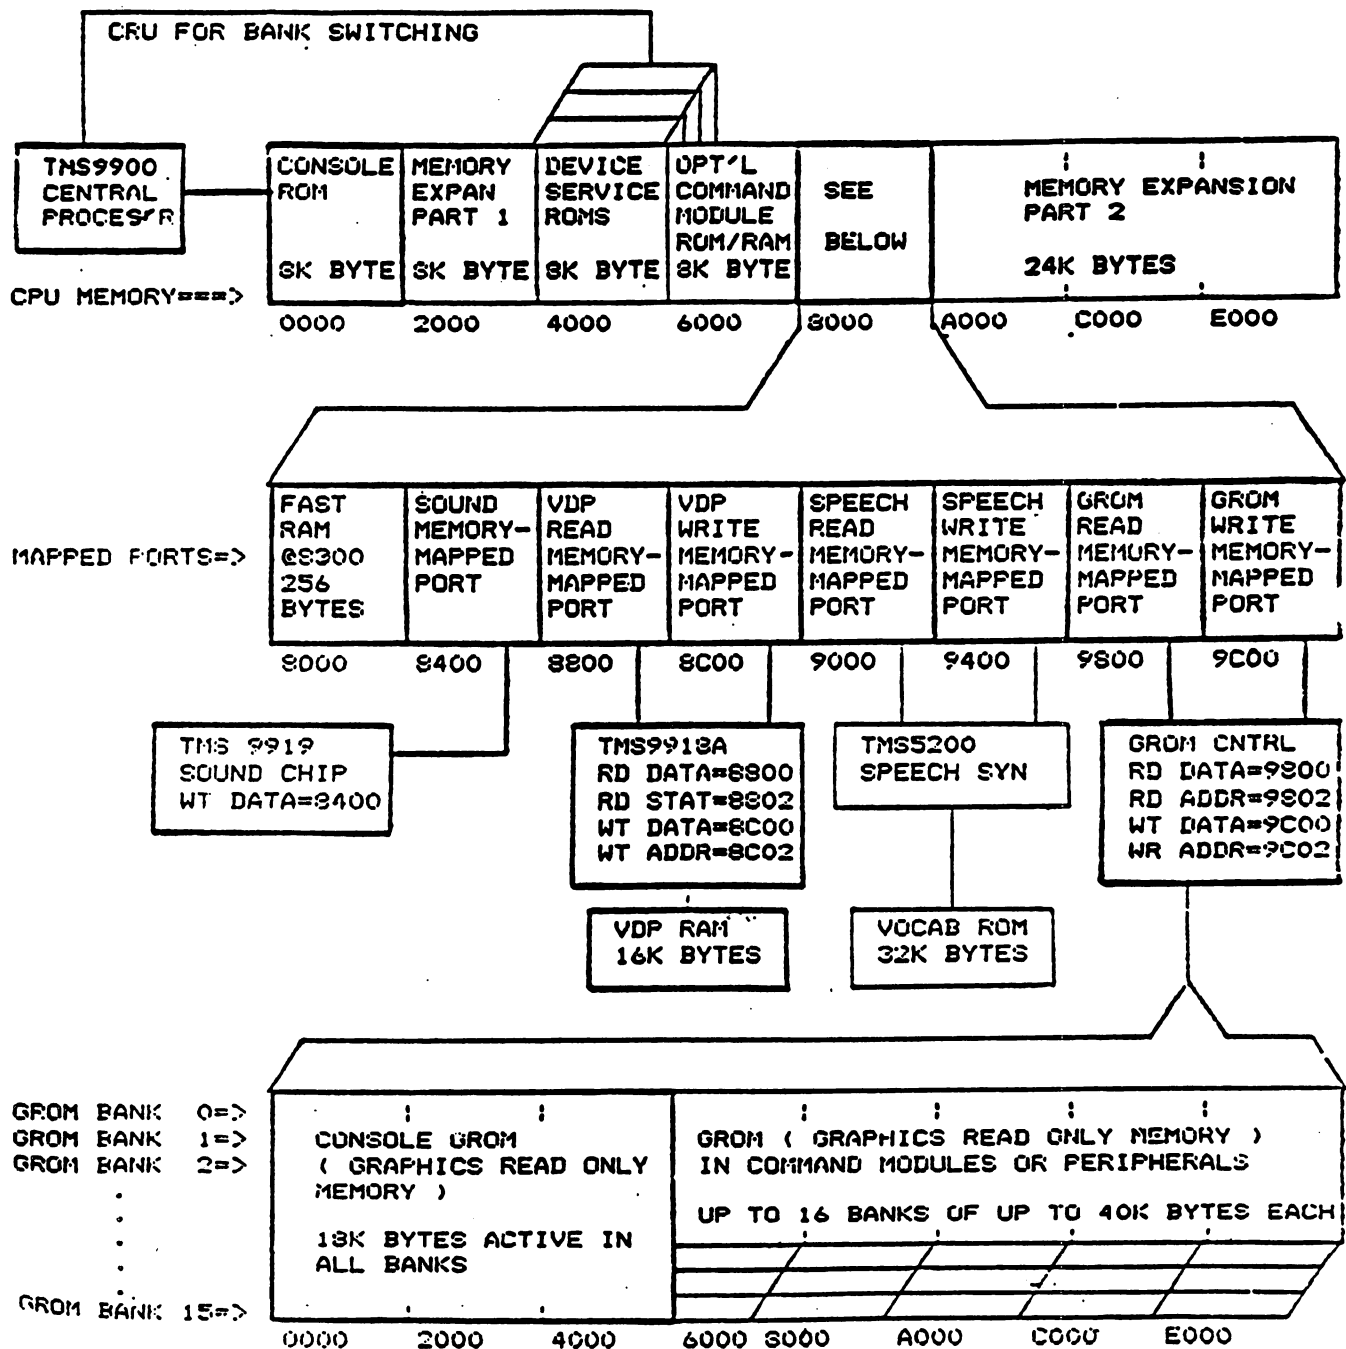 CRU FOR BANK SWITCHING
TMS9900
CENTRAL
PROCES'R
CONSOLE
ROM
8K BYTE
MEMORY
EXPAN
PART 1
8K BYTE
DEVICE
SERVICE
ROMS
8K BYTE
OPT'L
COMMAND
MODULE
ROM/RAM
8K BYTE
SEE
BELOW
MEMORY EXPANSION
PART 2
24K BYTES
CPU MEMORY===>
0000 2000 4000 6000 8000 A000 C000 E000
MAPPED PORTS=>
FAST
RAM
@8300
256
BYTES
SOUND
MEMORY-
MAPPED
PORT
VDP
READ
MEMORY-
MAPPED
PORT
VDP
WRITE
MEMORY-
MAPPED
PORT
SPEECH
READ
MEMORY-
MAPPED
PORT
SPEECH
WRITE
MEMORY-
MAPPED
PORT
GROM
READ
MEMORY-
MAPPED
PORT
GROM
WRITE
MEMORY-
MAPPED
PORT
8000 8400 8800 8C00 9000 9400 9800 9C00
TMS 9919
SOUND CHIP
WT DATA=8400
TMS9918A
RD DATA=8800
RD STAT=8802
WT DATA=8C00
WT ADDR=8C02
TMS5200
SPEECH SYN
GROM CNTRL
RD DATA=9800
RD ADDR=9802
WT DATA=9C00
WR ADDR=9C02
VDP RAM
16K BYTES
VOCAB ROM
32K BYTES
GROM BANK 0=>
GROM BANK 1=>
GROM BANK 2=>
GROM BANK 15=>
CONSOLE GROM
( GRAPHICS READ ONLY
MEMORY )
18K BYTES ACTIVE IN
ALL BANKS
GROM ( GRAPHICS READ ONLY MEMORY )
IN COMMAND MODULES OR PERIPHERALS
UP TO 16 BANKS OF UP TO 40K BYTES EACH
0000 2000 4000 6000 8000 A000 C000 E000